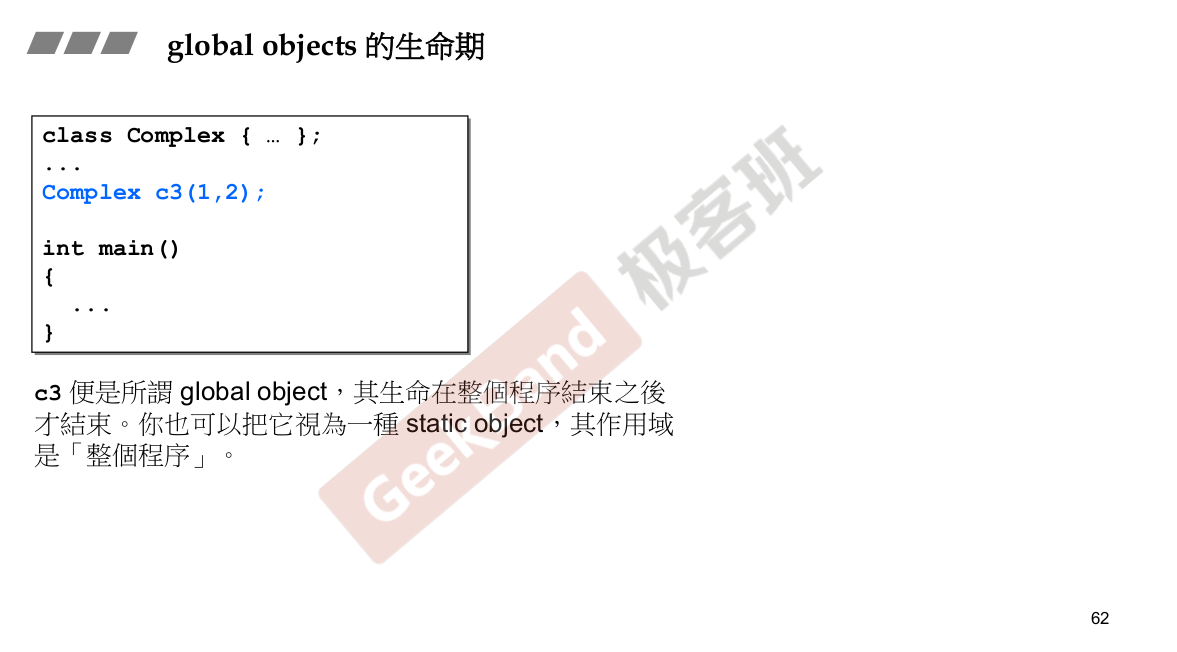 global objects 的生命期
class Complex { … };
...
Complex c3(1,2);
int main()
{
...
}
c3 便是所謂 global object，其生命在整個程序結束之後
才結束。你也可以把它視為一種 static object，其作用域
是「整個程序」。
GeekBand 极客班
62